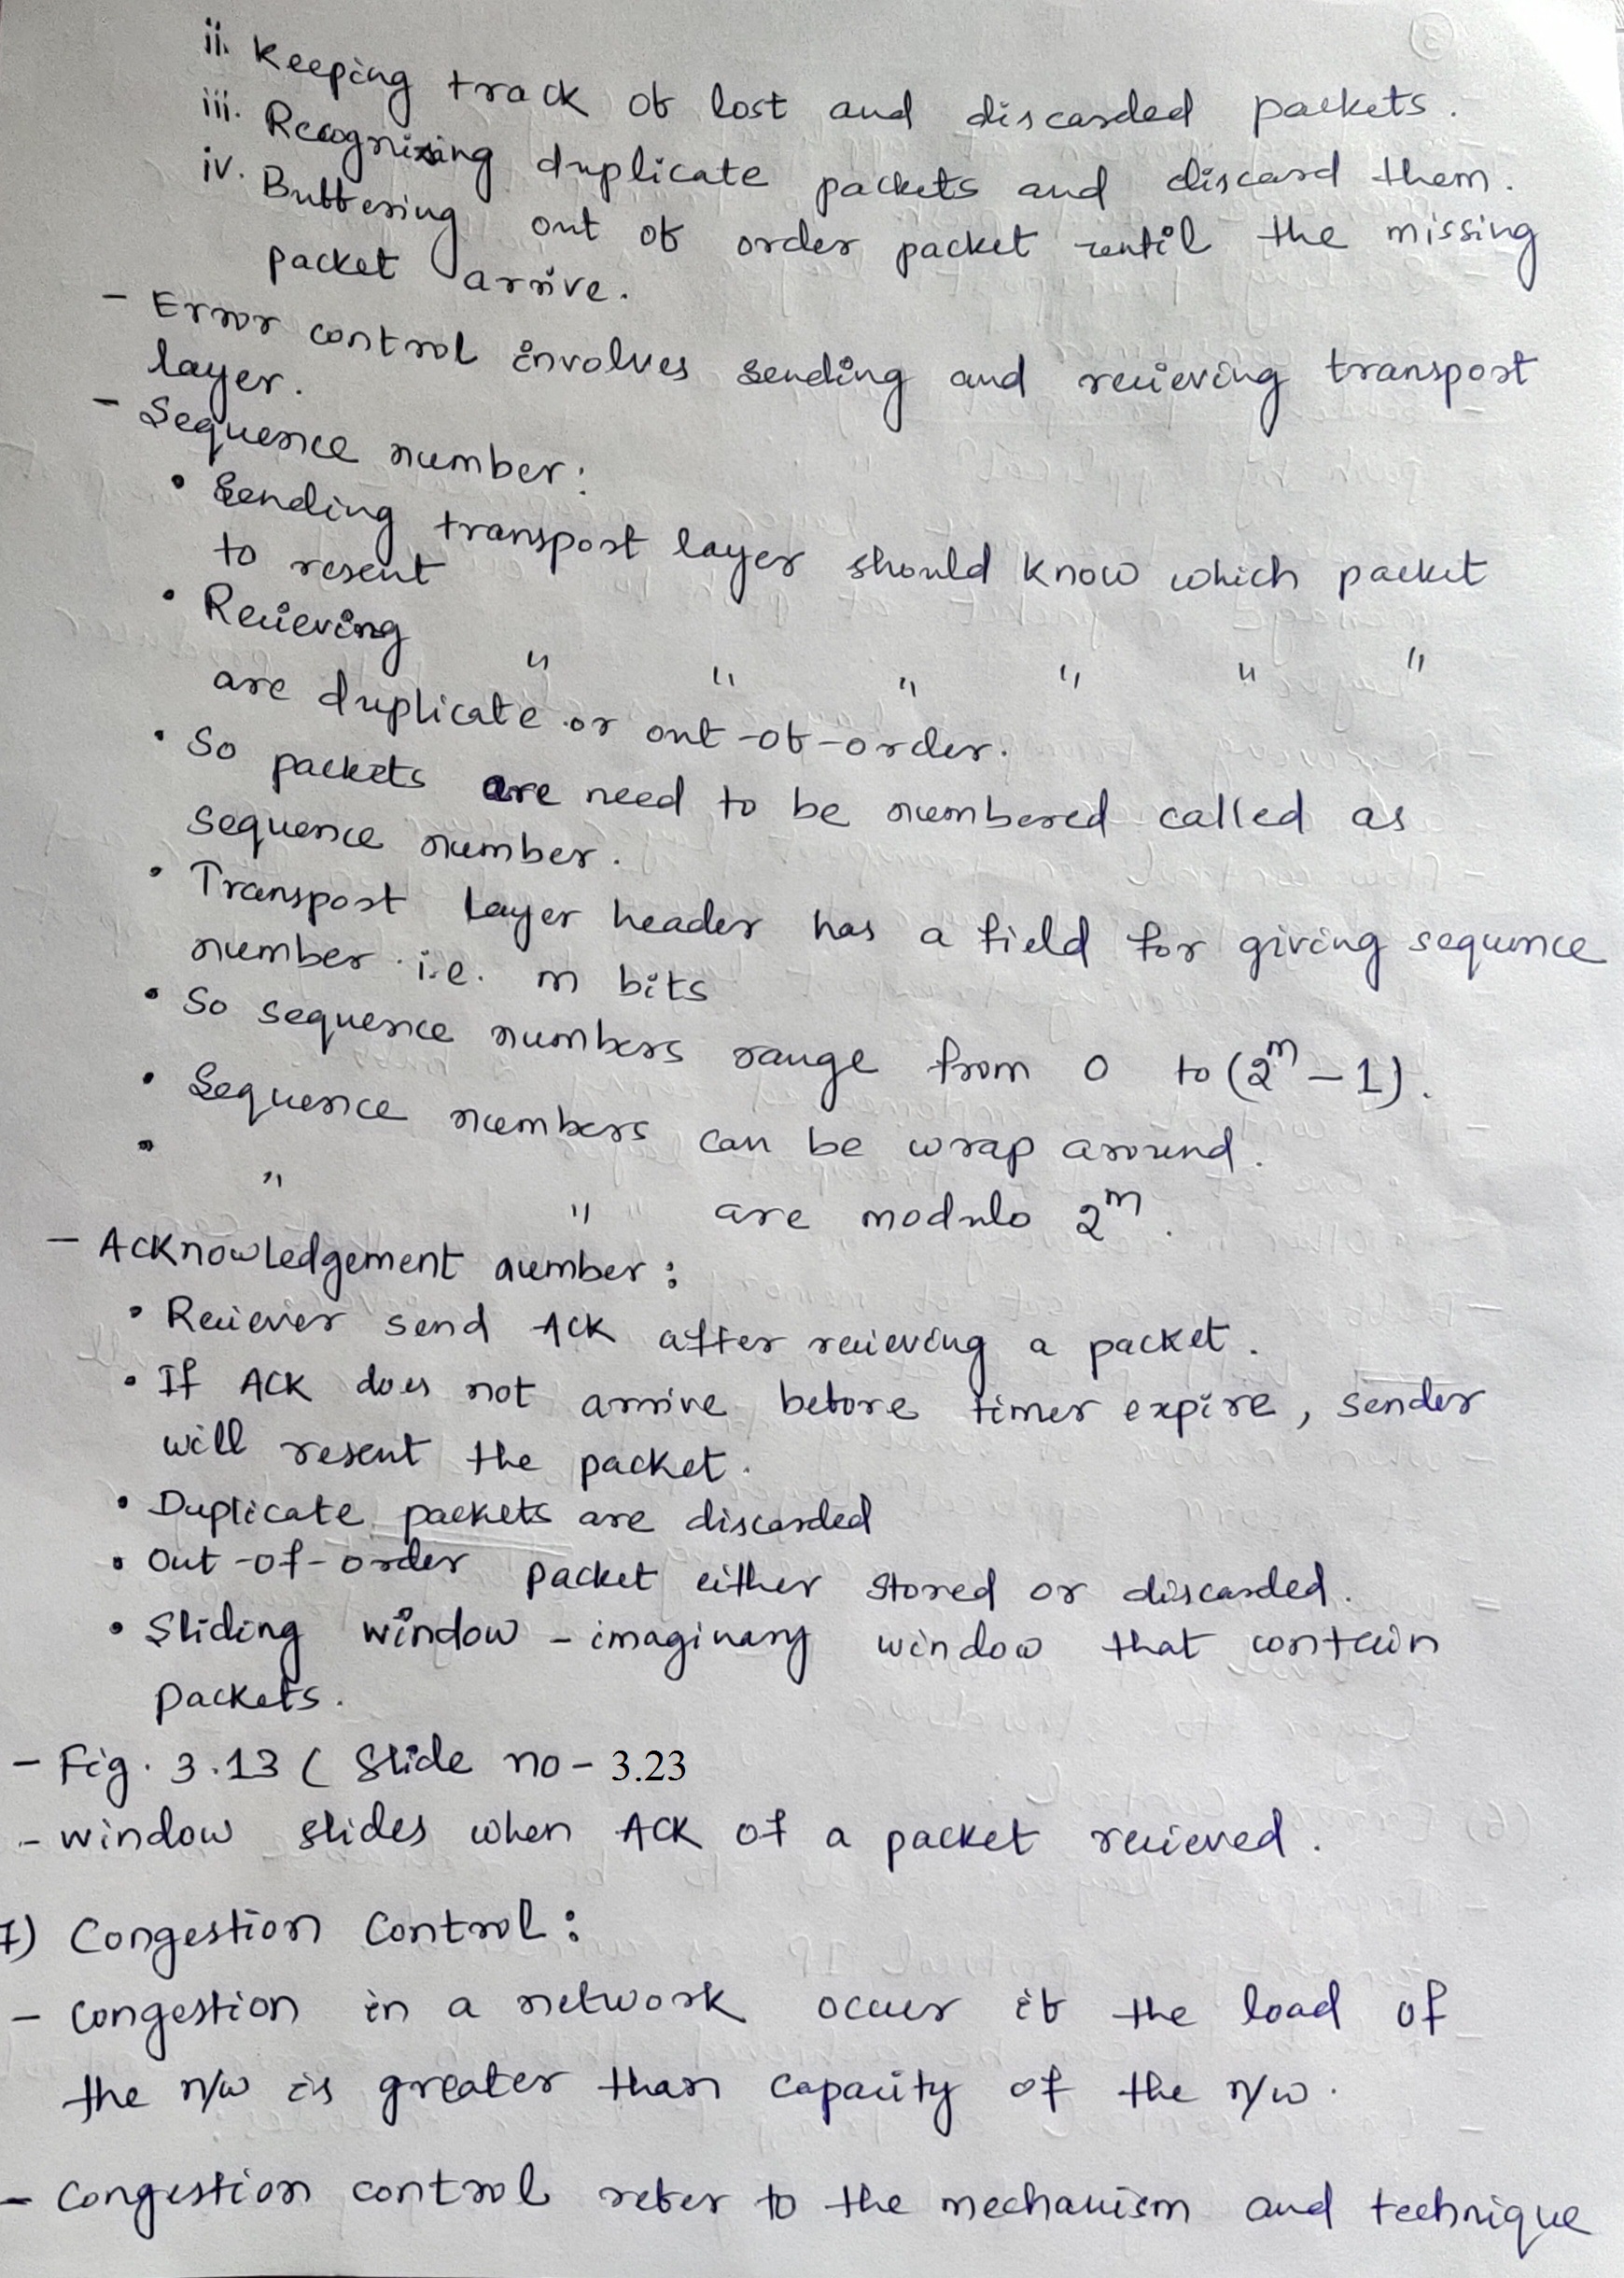 3
ii. Keeping track of lost and discarded packets.
iii. Recognizing duplicate packets and discard them.
iv. Buffering out of order packet until the missing
packet arrive.
- Error control involves sending and recieving transport
layer.
- Sequence number:
• Sending transport layer should know which packet
to resent
• Recieving " " " " " "
are duplicate or out-of-order.
• So packets are need to be numbered called as
sequence number.
• Transport Layer header has a field for giving sequence
number i.e. m bits
• So sequence numbers range from 0 to (2^m - 1).
• Sequence numbers can be wrap around.
• " " are modulo 2^m.
- Acknowledgement number:
• Reciever send ACK after recieving a packet.
• If ACK does not arrive before timer expire, sender
will resent the packet.
• Duplicate packets are discarded
• Out-of-order packet either stored or discarded.
• Sliding window - imaginary window that contain
packets.
- Fig. 3.13 ( Slide no- 3.23
- window slides when ACK of a packet recieved.
7) Congestion Control:
- Congestion in a network occur if the load of
the n/w is greater than capacity of the n/w.
- Congestion control refer to the mechanism and technique